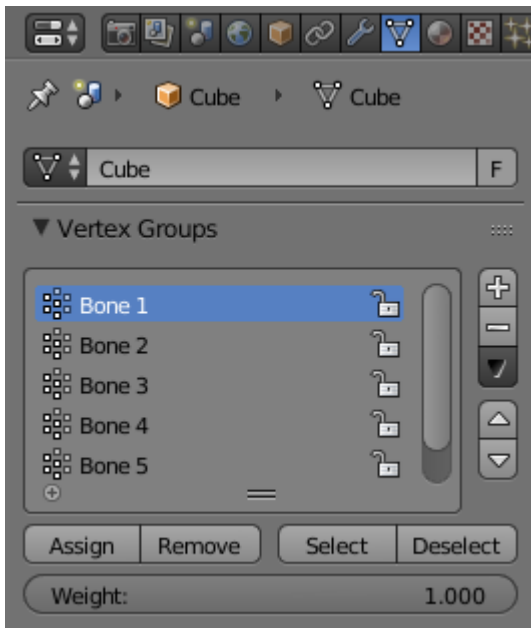 Cube Cube
Cube F
Vertex Groups
Bone 1
Bone 2
Bone 3
Bone 4
Bone 5
Assign Remove Select Deselect
Weight: 1.000